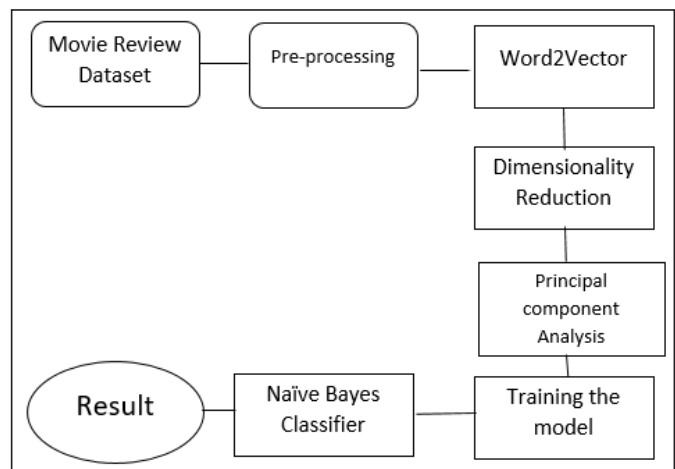 Movie Review
Dataset
Pre-processing
Word2Vector
Dimensionality
Reduction
Principal
component
Analysis
Training the
model
Naïve Bayes
Classifier
Result